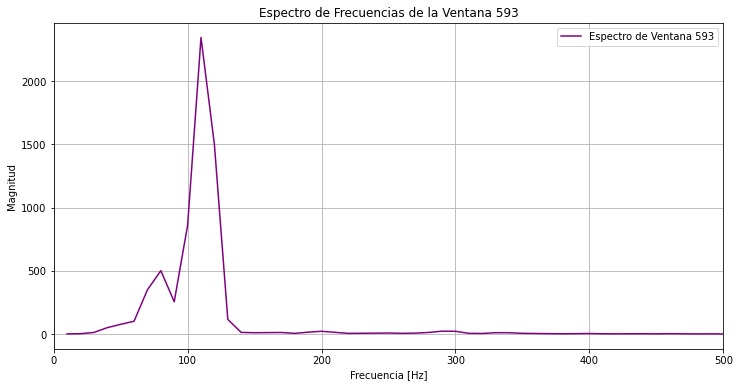 Espectro de Frecuencias de la Ventana 593
Espectro de Ventana 593
2000
1500
1000
500
0
Magnitud
0 100 200 300 400 500
Frecuencia [Hz]